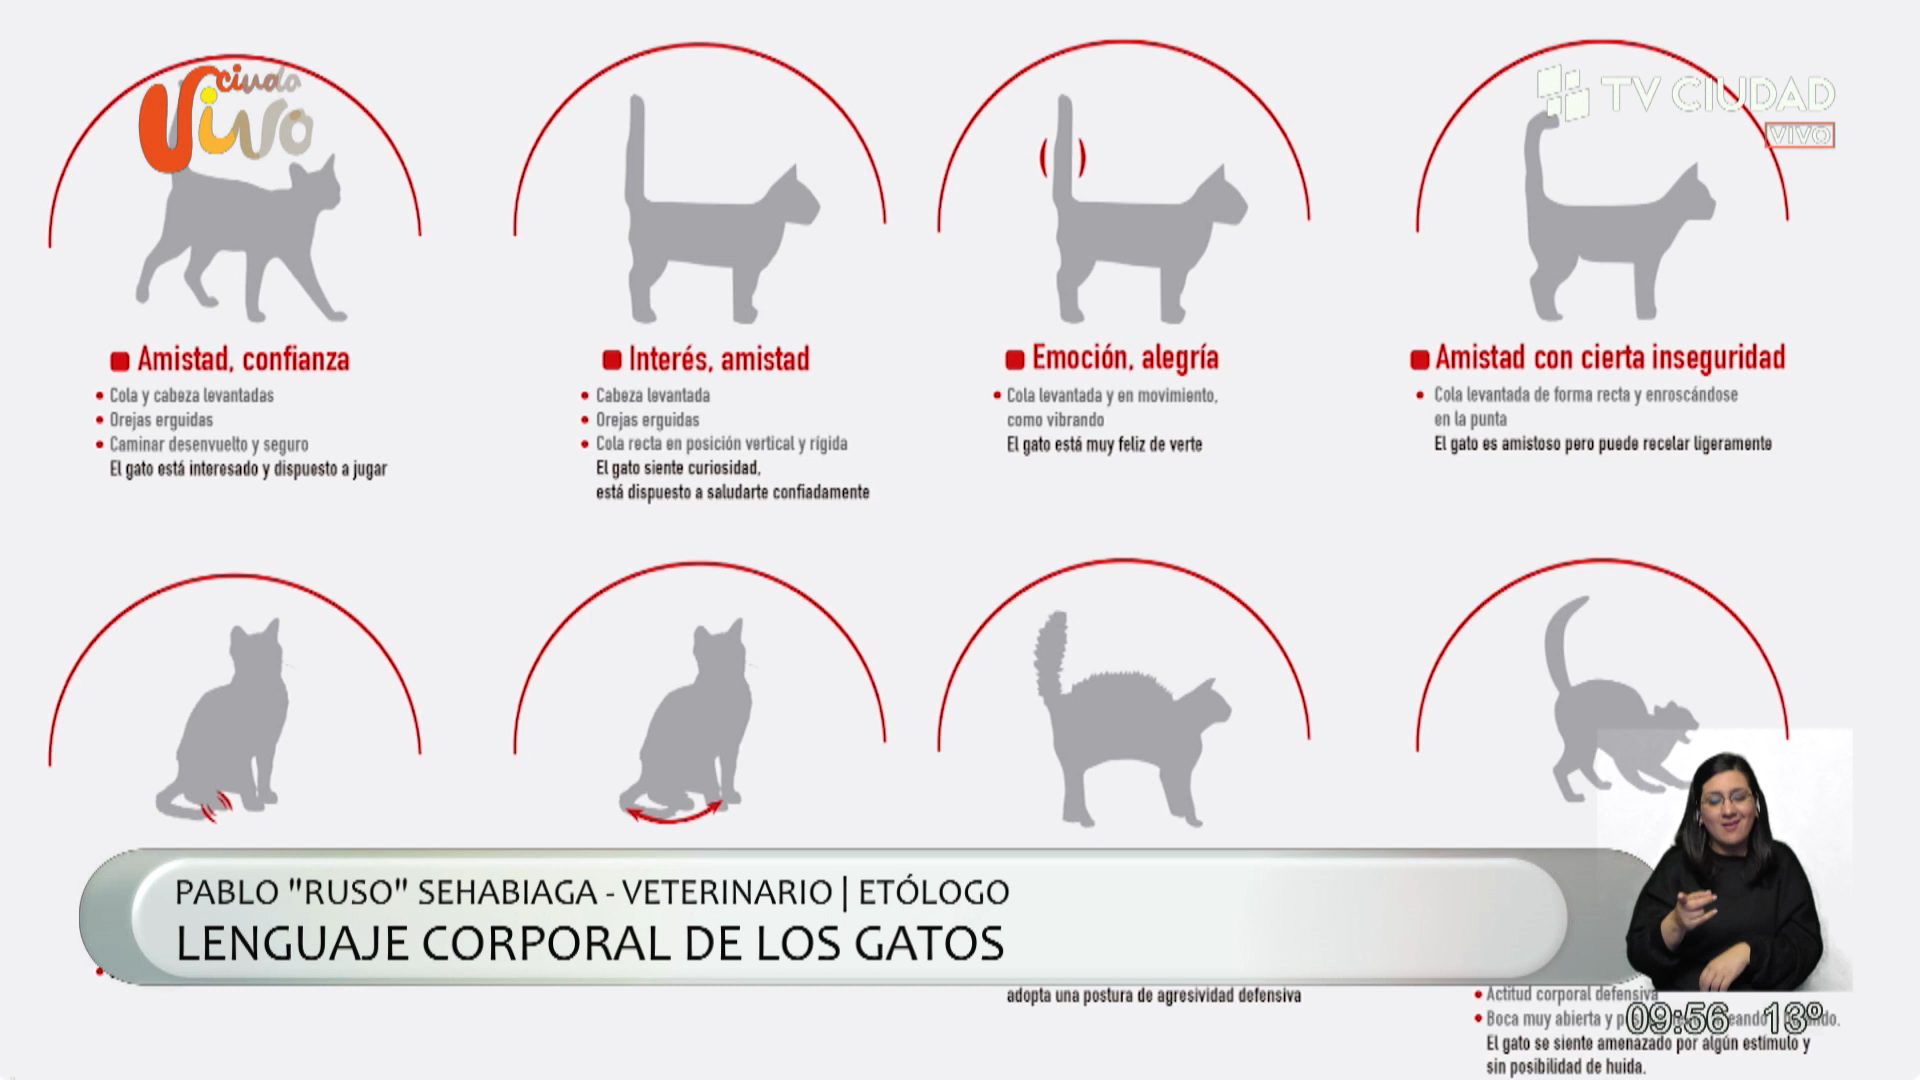 ciuda
Vivo
TV CIUDAD
VIVO
Amistad, confianza
Cola y cabeza levantadas
Orejas erguidas
Caminar desenvuelto y seguro
El gato está interesado y dispuesto a jugar
Interés, amistad
Cabeza levantada
Orejas erguidas
Cola recta en posición vertical y rígida
El gato siente curiosidad,
está dispuesto a saludarte confiadamente
Emoción, alegría
Cola levantada y en movimiento,
como vibrando
El gato está muy feliz de verte
Amistad con cierta inseguridad
Cola levantada de forma recta y enroscándose
en la punta
El gato es amistoso pero puede recelar ligeramente
PABLO "RUSO" SEHABIAGA - VETERINARIO | ETÓLOGO
LENGUAJE CORPORAL DE LOS GATOS
adopta una postura de agresividad defensiva
Actitud corporal defensiva
Boca muy abierta y
El gato se siente amenazado por algún estímulo y
sin posibilidad de huida.
09:56 13º